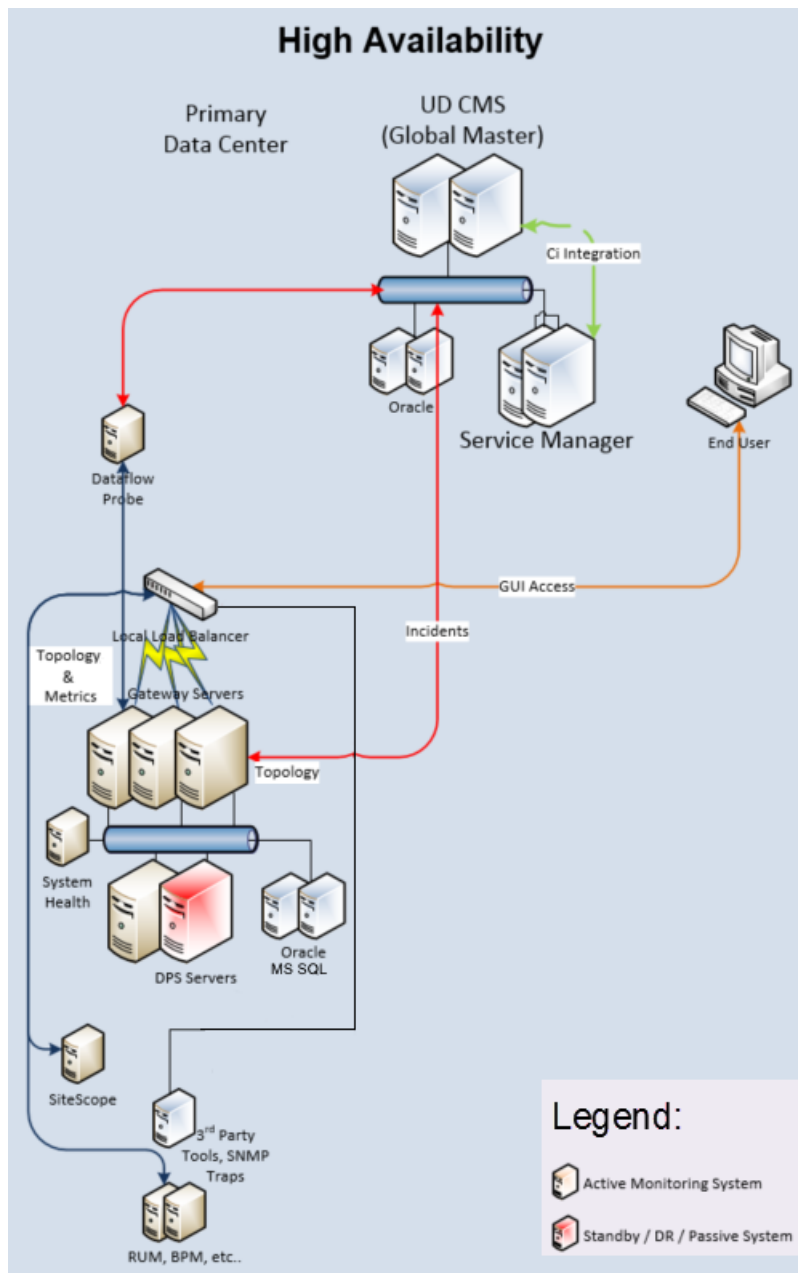 High Availability
Primary
Data Center
UD CMS
(Global Master)
Ci Integration
Oracle
Service Manager
End User
Dataflow
Probe
GUI Access
Local Load Balancer
Incidents
Topology
&
Metrics
Gateway Servers
Topology
System
Health
DPS Servers
Oracle
MS SQL
SiteScope
3rd Party
Tools, SNMP
Traps
RUM, BPM, etc..
Legend:
Active Monitoring System
Standby / DR / Passive System